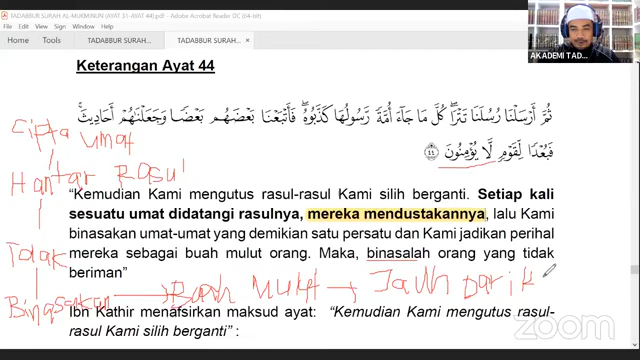 TADABBUR SURAH AL-MUKMINUN (AYAT 31-AYAT 44).pdf - Adobe Acrobat Reader DC (64-bit)
File Edit View Sign Window Help
Home Tools TADABBUR SURAH ... TADABBUR SURAH ... ×
AKADEMI TAD...
Keterangan Ayat 44
ثُمَّ أَرْسَلْنَا رُسُلَنَا تَتْرَا ۖ كُلَّ مَا جَاءَ أُمَّةً رَسُولُهَا كَذَّبُوهُ ۚ فَأَتْبَعْنَا بَعْضَهُم بَعْضًا وَجَعَلْنَاهُمْ أَحَادِيثَ ۚ
فَبُعْدًا لِقَوْمٍ لَّا يُؤْمِنُونَ ٤٤
Cipta Umat
Hantar Rasul
Tolak
Binasakan → Buah Mulut → Jauh Dari k
"Kemudian Kami mengutus rasul-rasul Kami silih berganti. Setiap kali
sesuatu umat didatangi rasulnya, mereka mendustakannya, lalu Kami
binasakan umat-umat yang demikian satu persatu dan Kami jadikan perihal
mereka sebagai buah mulut orang. Maka, binasalah orang yang tidak
beriman"
Ibn Kathir menafsirkan maksud ayat: "Kemudian Kami mengutus rasul-
rasul Kami silih berganti" :
zoom